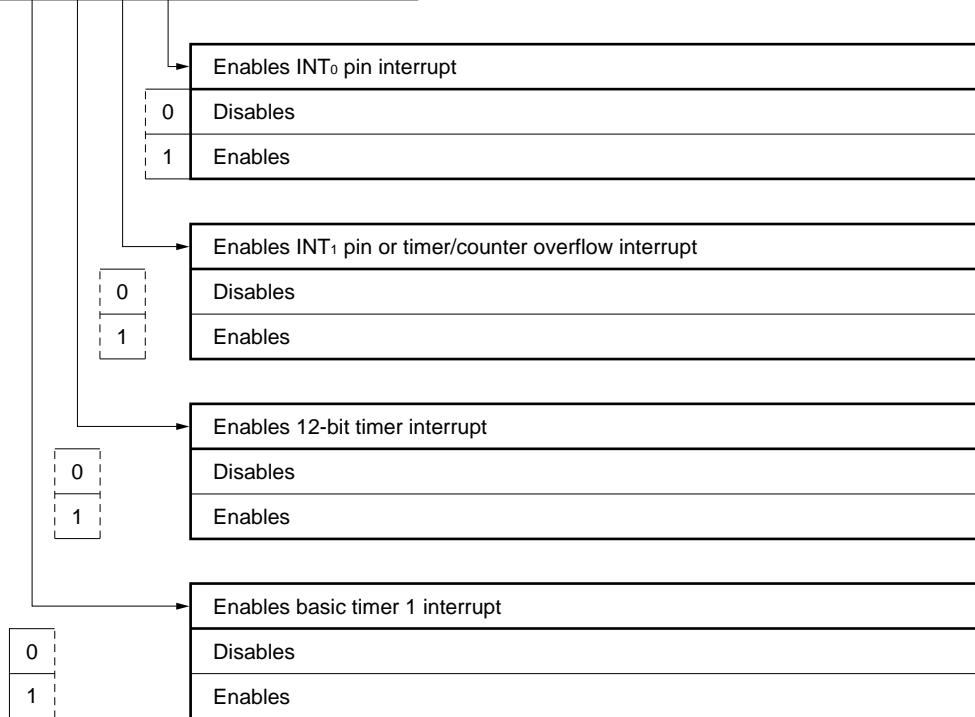 Enables INT₀ pin interrupt
0 Disables
1 Enables
Enables INT₁ pin or timer/counter overflow interrupt
0 Disables
1 Enables
Enables 12-bit timer interrupt
0 Disables
1 Enables
Enables basic timer 1 interrupt
0 Disables
1 Enables